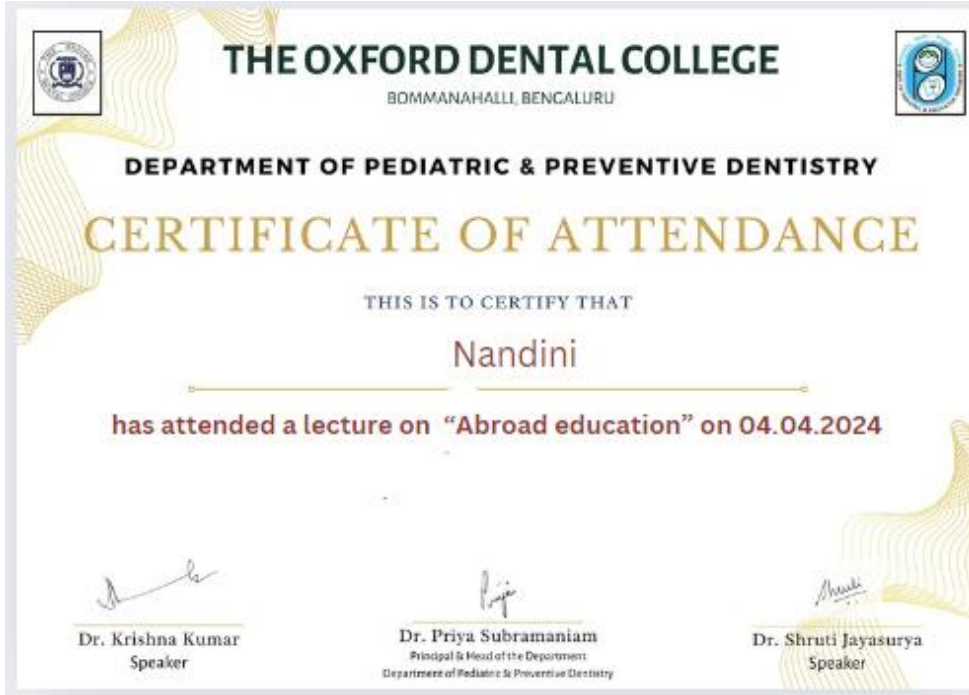 THE OXFORD DENTAL COLLEGE
BOMMANAHALLI, BENGALURU
DEPARTMENT OF PEDIATRIC & PREVENTIVE DENTISTRY
CERTIFICATE OF ATTENDANCE
THIS IS TO CERTIFY THAT
Nandini
has attended a lecture on “Abroad education” on 04.04.2024
Dr. Krishna Kumar
Speaker
Priya
Dr. Priya Subramaniam
Principal & Head of the Department
Department of Pediatric & Preventive Dentistry
Shruti
Dr. Shruti Jayasurya
Speaker